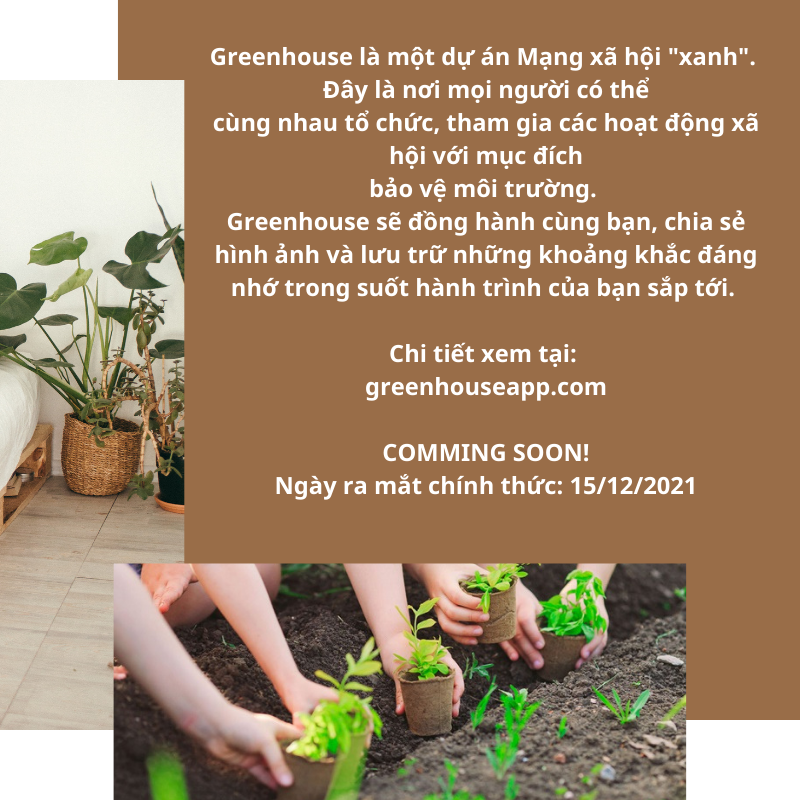 Greenhouse là một dự án Mạng xã hội "xanh".
Đây là nơi mọi người có thể
cùng nhau tổ chức, tham gia các hoạt động xã
hội với mục đích
bảo vệ môi trường.
Greenhouse sẽ đồng hành cùng bạn, chia sẻ
hình ảnh và lưu trữ những khoảng khắc đáng
nhớ trong suốt hành trình của bạn sắp tới.
Chi tiết xem tại:
greenhouseapp.com
COMMING SOON!
Ngày ra mắt chính thức: 15/12/2021